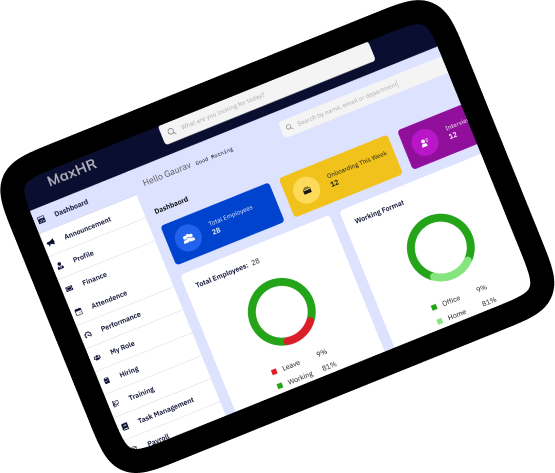 What are you looking for today?
MaxHR
Search by name, email or department
Hello Gaurav Good Morning
Dashboard
Announcement
Profile
Finance
Attendence
Performance
My Role
Hiring
Training
Task Management
Payroll
Dashbaord
Total Employees
28
Onboarding This Week
12
12
Total Employees: 28
Leave 9%
Working 81%
Working Format
Office 9%
Home 81%